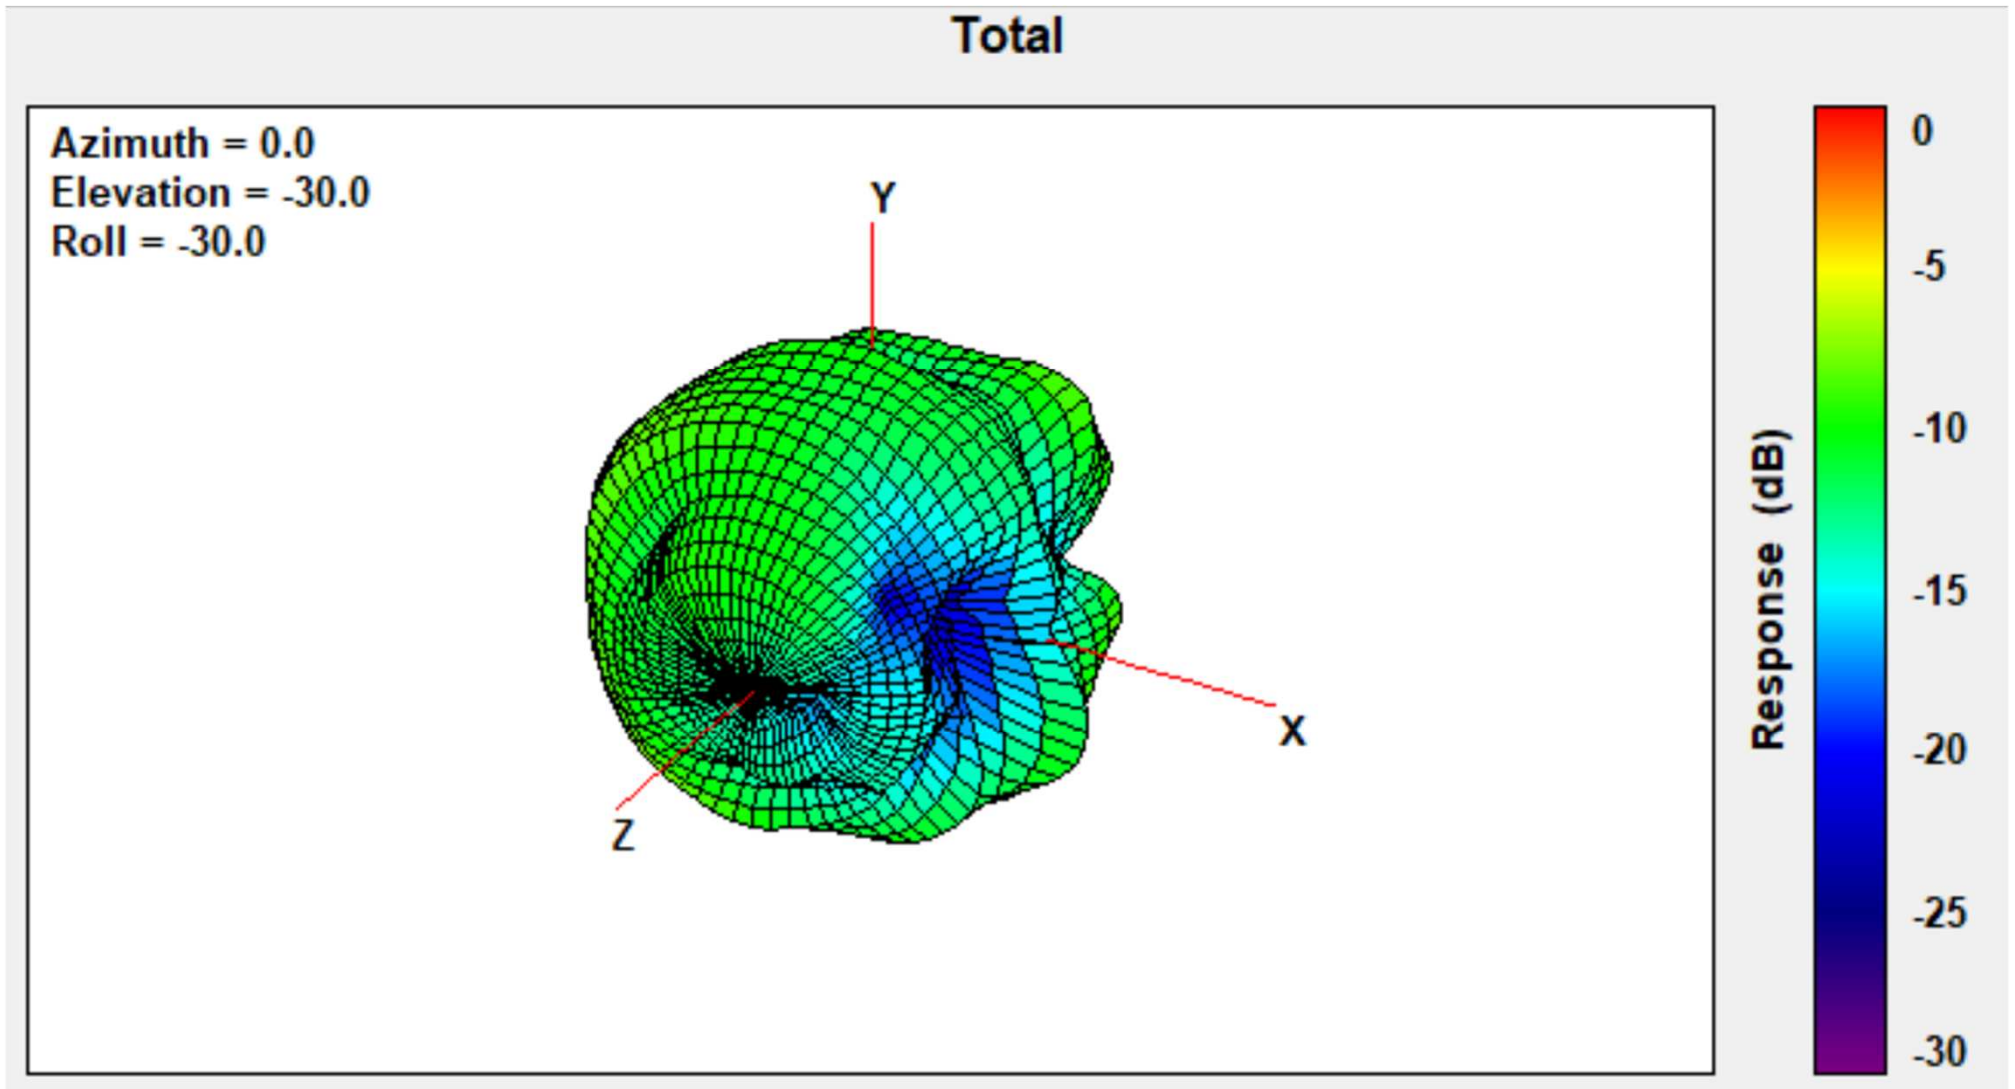 Total
Azimuth = 0.0
Elevation = -30.0
Roll = -30.0
Y
X
Z
0
-5
-10
-15
-20
-25
-30
Response (dB)